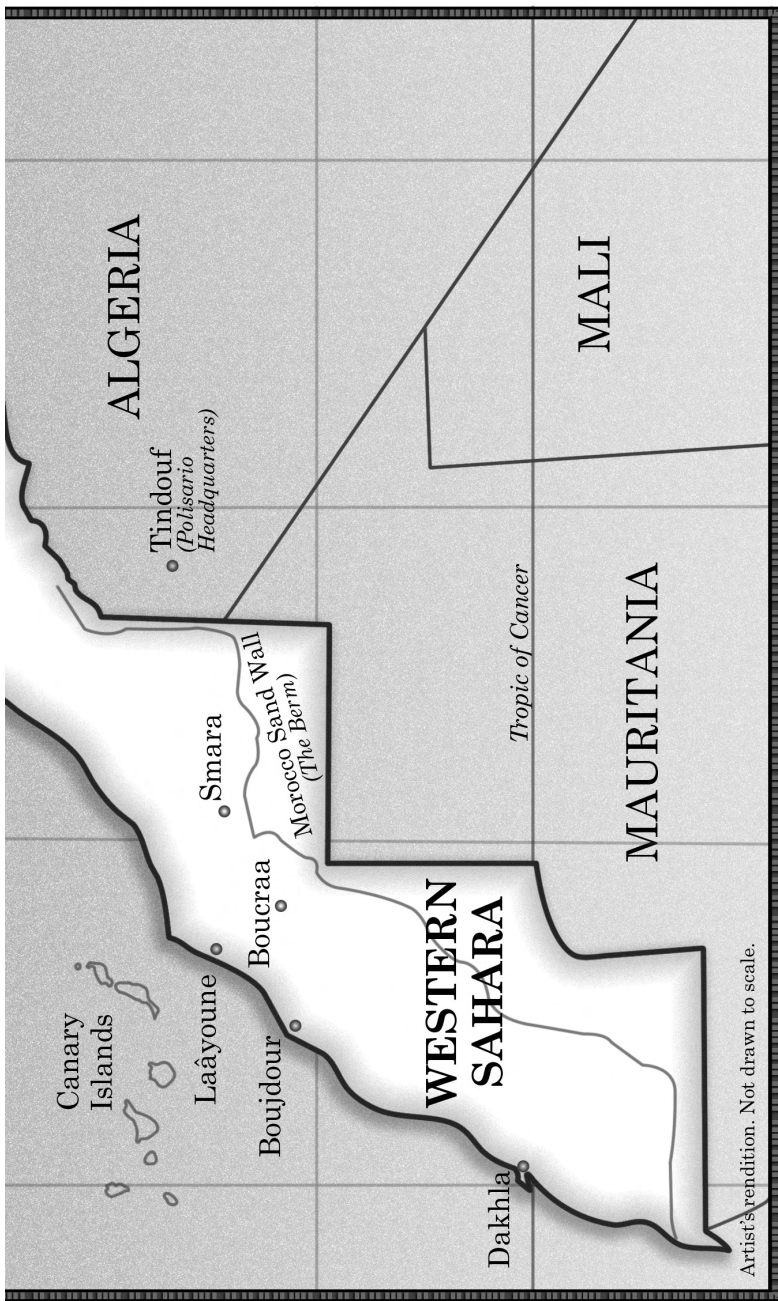 Canary
Islands
Laâyoune
Boujdour
Dakhla
Boucraa
Smara
Morocco Sand Wall
(The Berm)
WESTERN
SAHARA
Tindouf
(Polisario
Headquarters)
ALGERIA
Tropic of Cancer
MAURITANIA
MALI
Artist's rendition. Not drawn to scale.